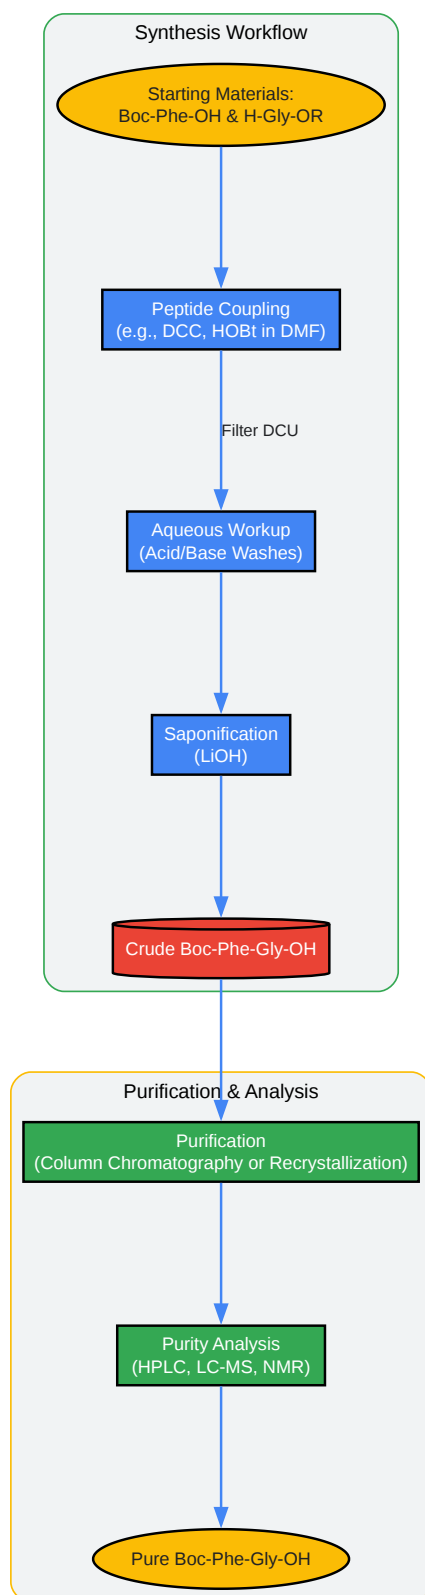 Synthesis Workflow
Starting Materials:
Boc-Phe-OH & H-Gly-OR
Peptide Coupling
(e.g., DCC, HOBt in DMF)
Filter DCU
Aqueous Workup
(Acid/Base Washes)
Saponification
(LiOH)
Crude Boc-Phe-Gly-OH
Purification & Analysis
Purification
(Column Chromatography or Recrystallization)
Purity Analysis
(HPLC, LC-MS, NMR)
Pure Boc-Phe-Gly-OH